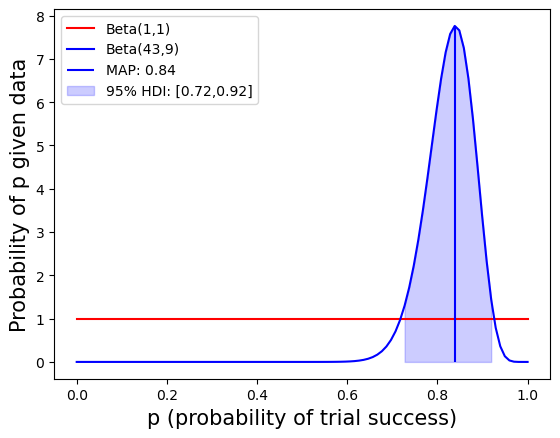 Beta(1,1)
Beta(43,9)
MAP: 0.84
95% HDI: [0.72,0.92]
8
7
6
5
4
3
2
1
0
Probability of p given data
0.0 0.2 0.4 0.6 0.8 1.0
p (probability of trial success)